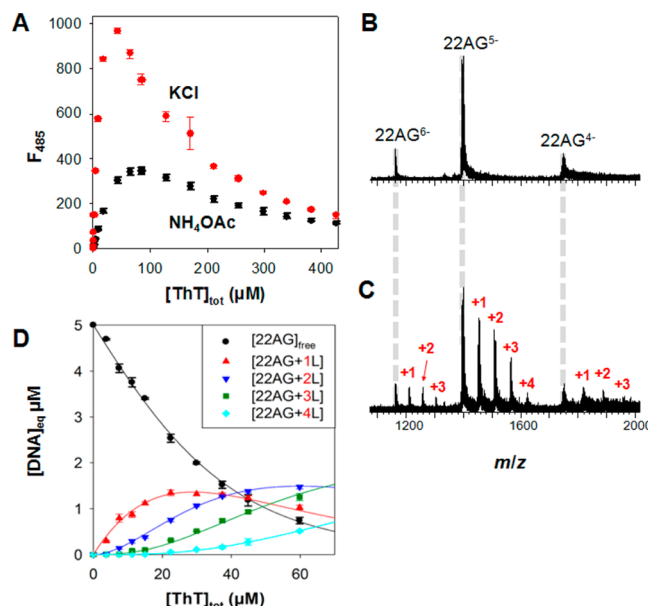 A
1000
800
600
400
200
0
F₄₈₅
KCl
NH₄OAc
0 100 200 300 400
[ThT]tot (µM)
B
22AG⁵⁻
22AG⁶⁻
22AG⁴⁻
C
+1
+2
+3
+1
+2
+3
+4
+1
+2
+3
1200 1600 2000
m/z
D
5
4
3
2
1
0
[DNA]eq µM
[22AG]free
[22AG+1L]
[22AG+2L]
[22AG+3L]
[22AG+4L]
0 20 40 60
[ThT]tot (µM)